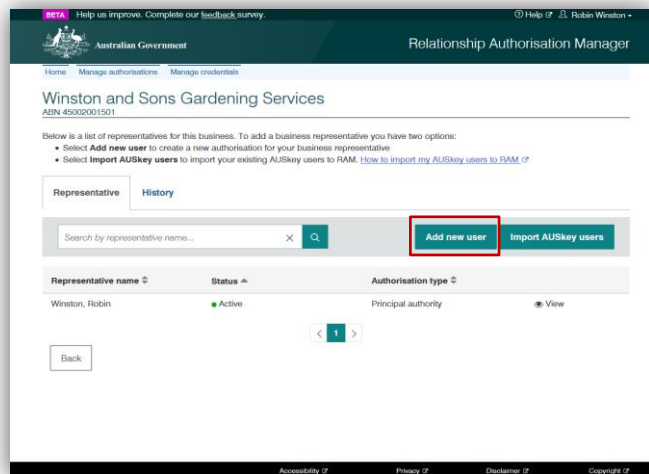 BETA Help us improve. Complete our feedback survey. Help Robin Winston
Australian Government Relationship Authorisation Manager
Home Manage authorisations Manage credentials
Winston and Sons Gardening Services
ABN 45002001501
Below is a list of representatives for this business. To add a business representative you have two options:
• Select Add new user to create a new authorisation for your business representative
• Select Import AUSkey users to import your existing AUSkey users to RAM. How to import my AUSkey users to RAM
Representative History
Search by representative name... Add new user Import AUSkey users
Representative name Status Authorisation type
Winston, Robin Active Principal authority View
< 1 >
Back
Accessibility Privacy Disclaimer Copyright